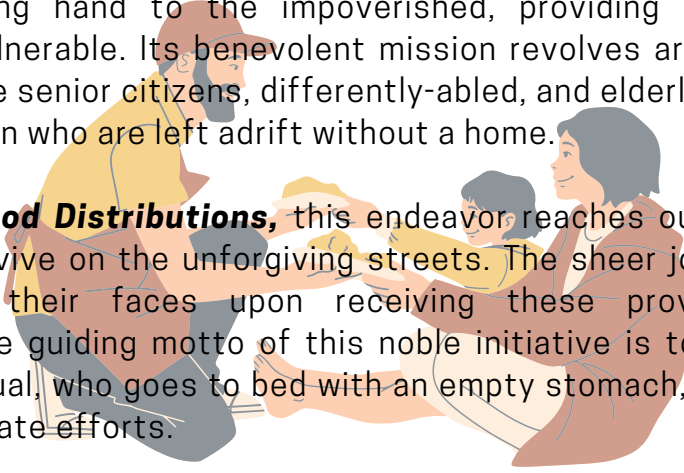 ng hand to the impoverished, providing
lnerable. Its benevolent mission revolves ar
e senior citizens, differently-abled, and elderl
n who are left adrift without a home.
od Distributions, this endeavor reaches ou
vive on the unforgiving streets. The sheer jo
their faces upon receiving these prov
e guiding motto of this noble initiative is to
ual, who goes to bed with an empty stomach,
ate efforts.